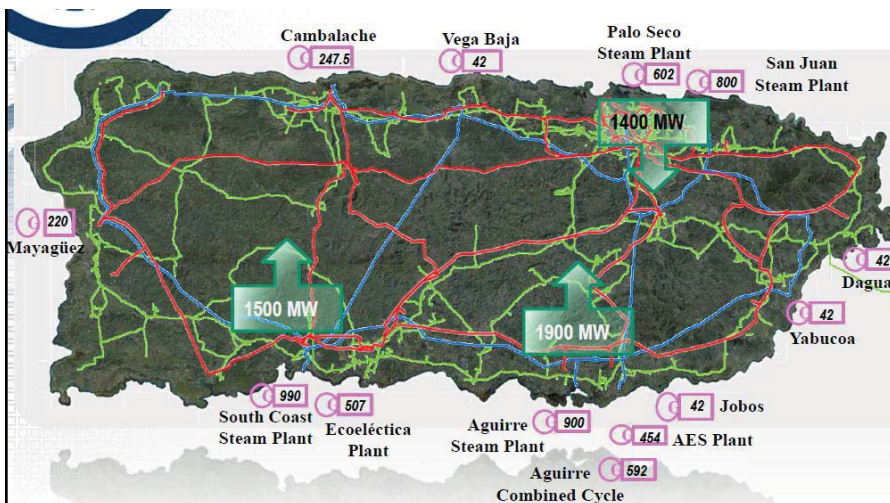 Cambalache
247.5
Vega Baja
42
Palo Seco
Steam Plant
602
San Juan
Steam Plant
800
1400 MW
220
Mayagüez
42
Dagua
42
Yabucoa
1500 MW
1900 MW
990
South Coast
Steam Plant
507
Ecoeléctica
Plant
Aguirre
Steam Plant
900
42
Jobos
454
AES Plant
Aguirre
Combined Cycle
592